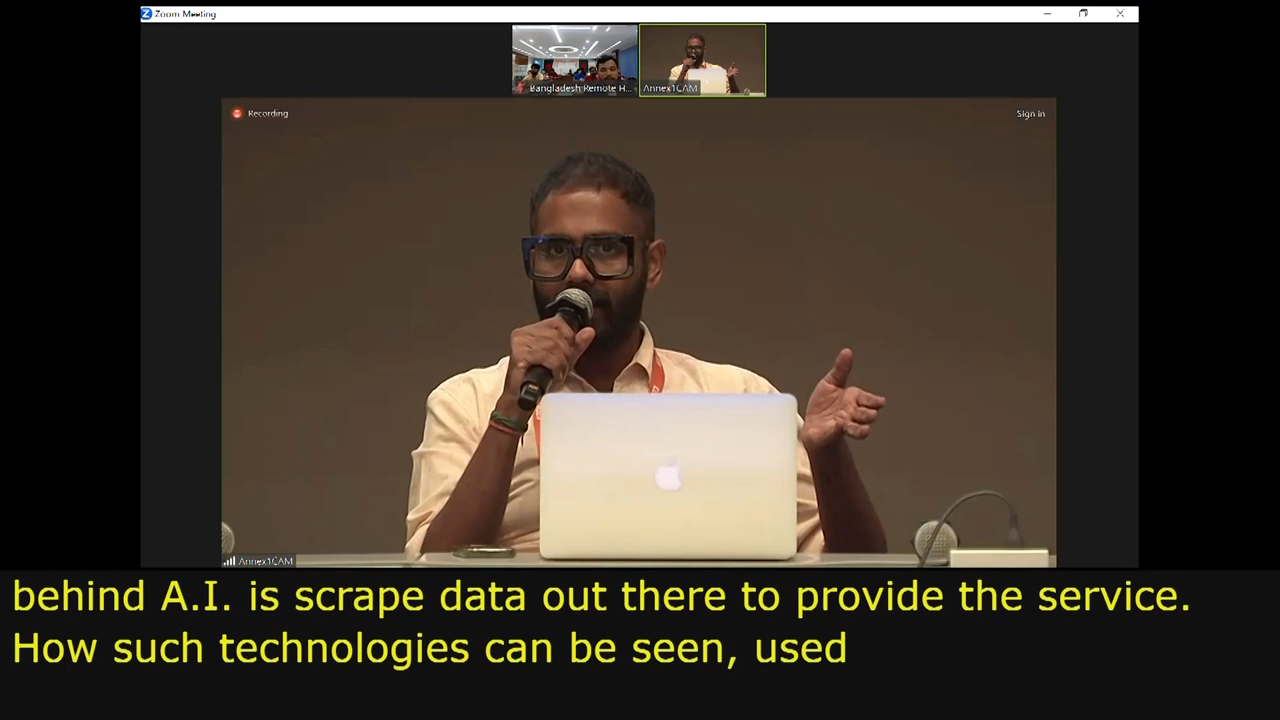 Zoom Meeting
Bangladesh Remote H...
Annex1CAM
Recording
Sign in
Annex1CAM
behind A.I. is scrape data out there to provide the service.
How such technologies can be seen, used